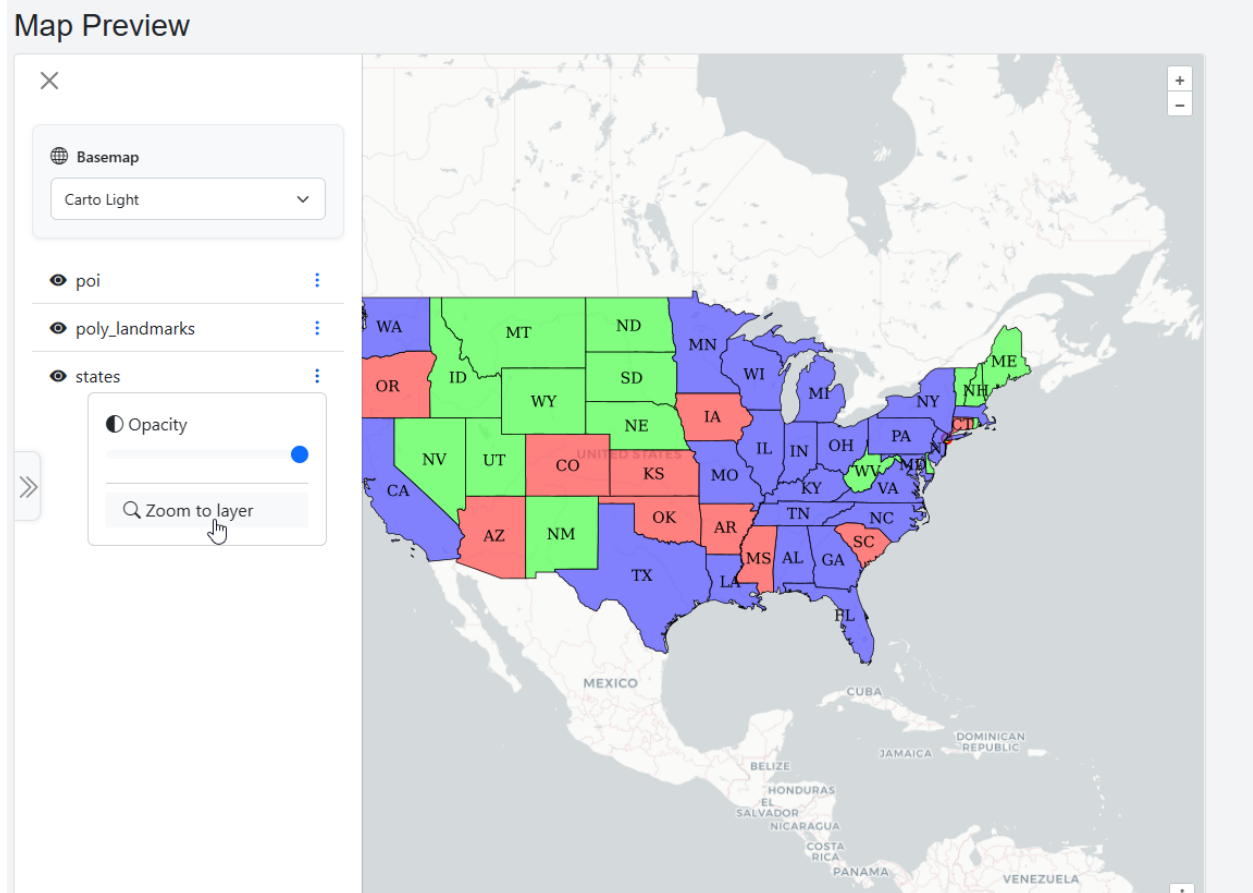 Map Preview
+
−
Basemap
Carto Light
poi
poly_landmarks
states
Opacity
Zoom to layer
WA
MT
ND
MN
ME
OR
ID
SD
WI
MI
NH
WY
NY
IA
NE
CT
PA
NV
UT
CO
UNITED STATES
KS
IL
IN
OH
NJ
MO
WV
MD
CA
KY
VA
AZ
NM
OK
AR
TN
NC
MS
AL
GA
SC
TX
LA
FL
MEXICO
CUBA
DOMINICAN
REPUBLIC
JAMAICA
BELIZE
HONDURAS
EL
SALVADOR
NICARAGUA
COSTA
RICA
PANAMA
VENEZUELA